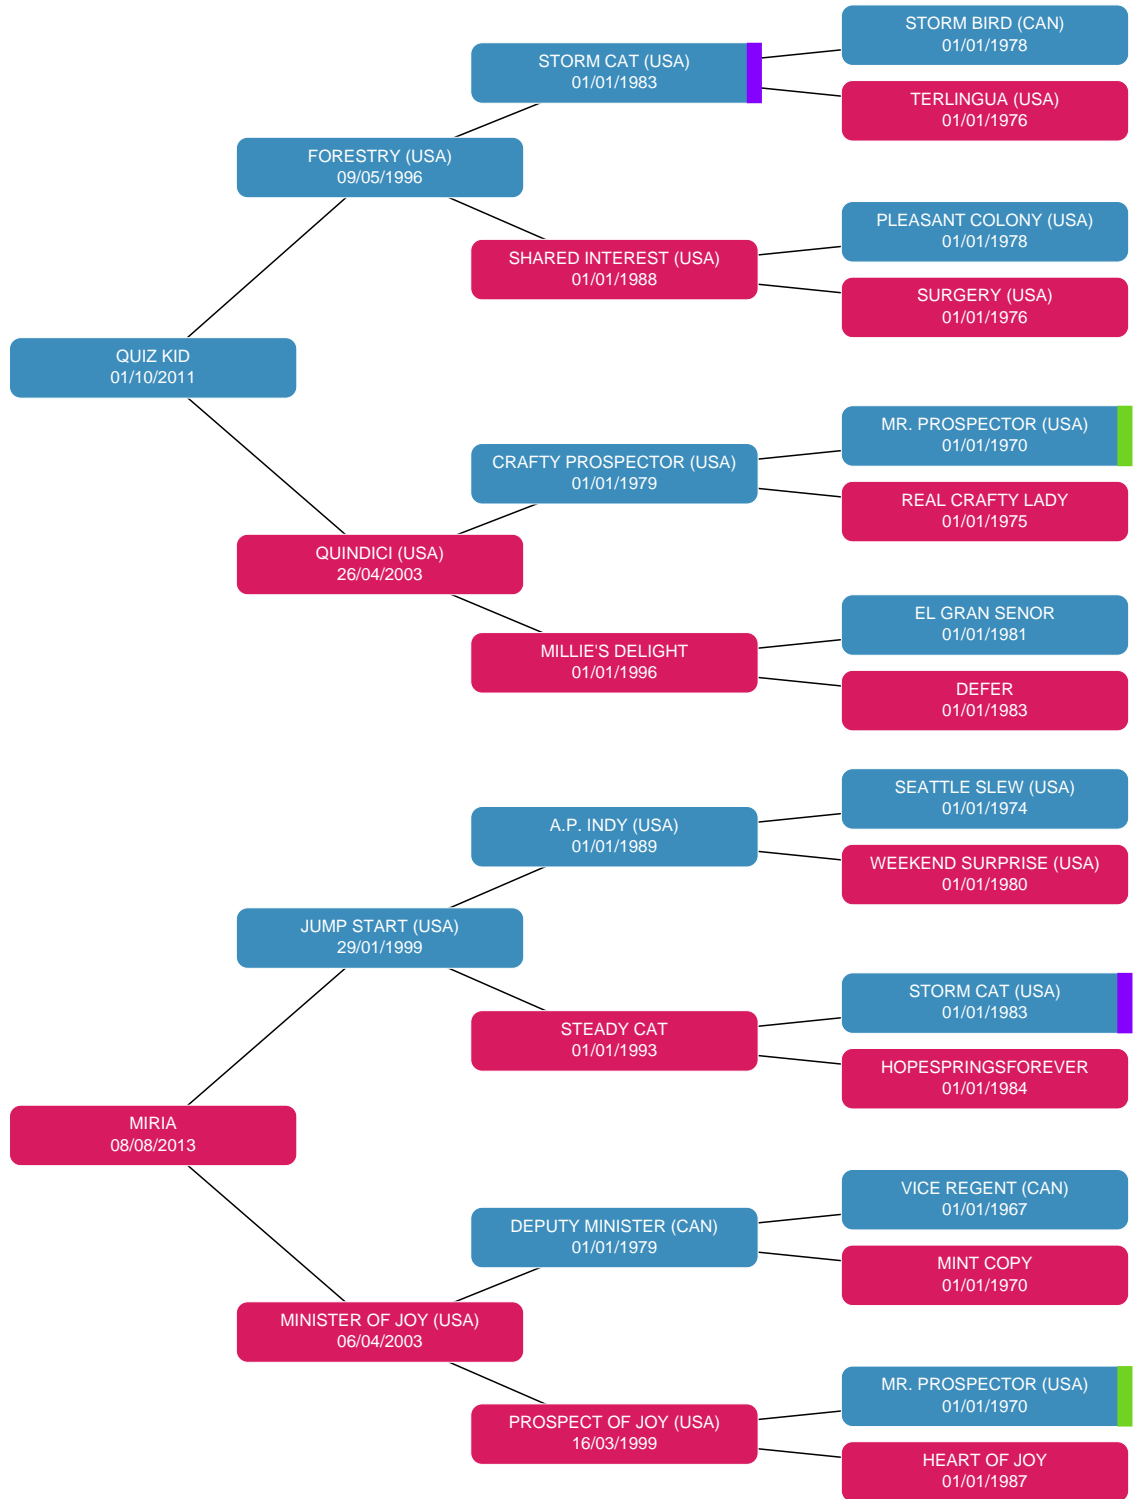 STORM BIRD (CAN)
01/01/1978
STORM CAT (USA)
01/01/1983
TERLINGUA (USA)
01/01/1976
FORESTRY (USA)
09/05/1996
PLEASANT COLONY (USA)
01/01/1978
SHARED INTEREST (USA)
01/01/1988
SURGERY (USA)
01/01/1976
QUIZ KID
01/10/2011
MR. PROSPECTOR (USA)
01/01/1970
CRAFTY PROSPECTOR (USA)
01/01/1979
REAL CRAFTY LADY
01/01/1975
QUINDICI (USA)
26/04/2003
EL GRAN SENOR
01/01/1981
MILLIE'S DELIGHT
01/01/1996
DEFER
01/01/1983
SEATTLE SLEW (USA)
01/01/1974
A.P. INDY (USA)
01/01/1989
WEEKEND SURPRISE (USA)
01/01/1980
JUMP START (USA)
29/01/1999
STORM CAT (USA)
01/01/1983
STEADY CAT
01/01/1993
HOPESPRINGSFOREVER
01/01/1984
MIRIA
08/08/2013
VICE REGENT (CAN)
01/01/1967
DEPUTY MINISTER (CAN)
01/01/1979
MINT COPY
01/01/1970
MINISTER OF JOY (USA)
06/04/2003
MR. PROSPECTOR (USA)
01/01/1970
PROSPECT OF JOY (USA)
16/03/1999
HEART OF JOY
01/01/1987